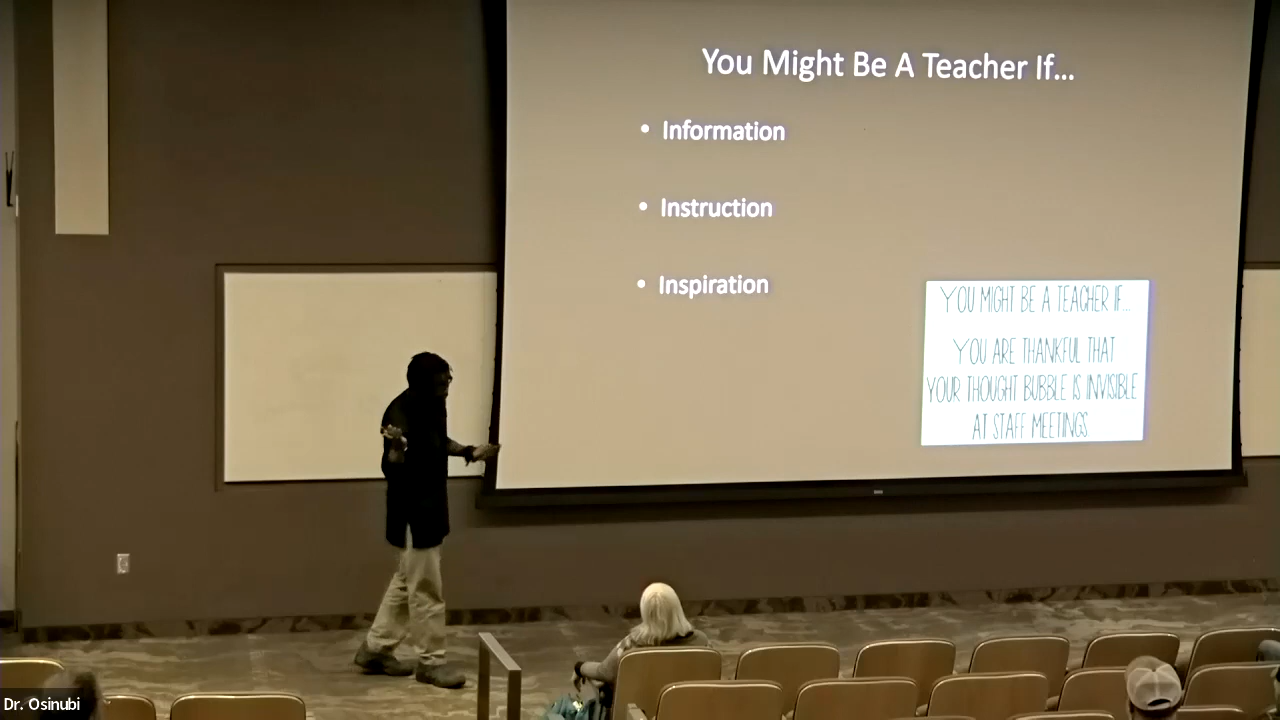 You Might Be A Teacher If...
• Information
• Instruction
• Inspiration
YOU MIGHT BE A TEACHER IF...
YOU ARE THANKFUL THAT
YOUR THOUGHT BUBBLE IS INVISIBLE
AT STAFF MEETINGS
Dr. Osinubi